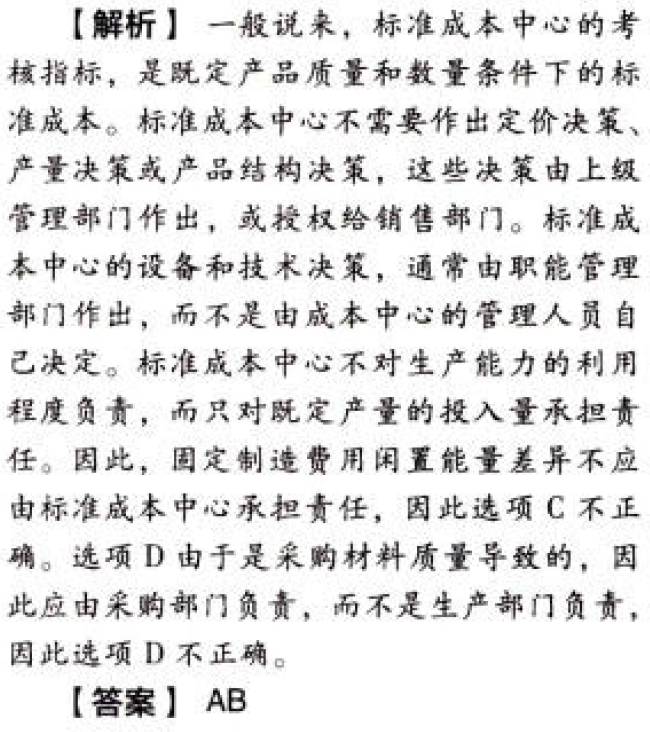 【解析】 一般说来，标准成本中心的考
核指标，是既定产品质量和数量条件下的标
准成本。标准成本中心不需要作出定价决策、
产量决策或产品结构决策，这些决策由上级
管理部门作出，或授权给销售部门。标准成
本中心的设备和技术决策，通常由职能管理
部门作出，而不是由成本中心的管理人员自
己决定。标准成本中心不对生产能力的利用
程度负责，而只对既定产量的投入量承担责
任。因此，固定制造费用闲置能量差异不应
由标准成本中心承担责任，因此选项 C 不正
确。选项 D 由于是采购材料质量导致的，因
此应由采购部门负责，而不是生产部门负责，
因此选项 D 不正确。
【答案】 AB